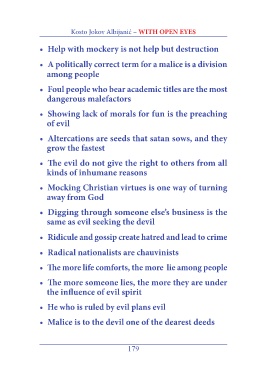 Kosto Jokov Albijanić – WITH OPEN EYES
• Help with mockery is not help but destruction
• A politically correct term for a malice is a division
among people
• Foul people who bear academic titles are the most
dangerous malefactors
• Showing lack of morals for fun is the preaching
of evil
• Altercations are seeds that satan sows, and they
grow the fastest
• The evil do not give the right to others from all
kinds of inhumane reasons
• Mocking Christian virtues is one way of turning
away from God
• Digging through someone else's business is the
same as evil seeking the devil
• Ridicule and gossip create hatred and lead to crime
• Radical nationalists are chauvinists
• The more life comforts, the more lie among people
• The more someone lies, the more they are under
the influence of evil spirit
• He who is ruled by evil plans evil
• Malice is to the devil one of the dearest deeds
179